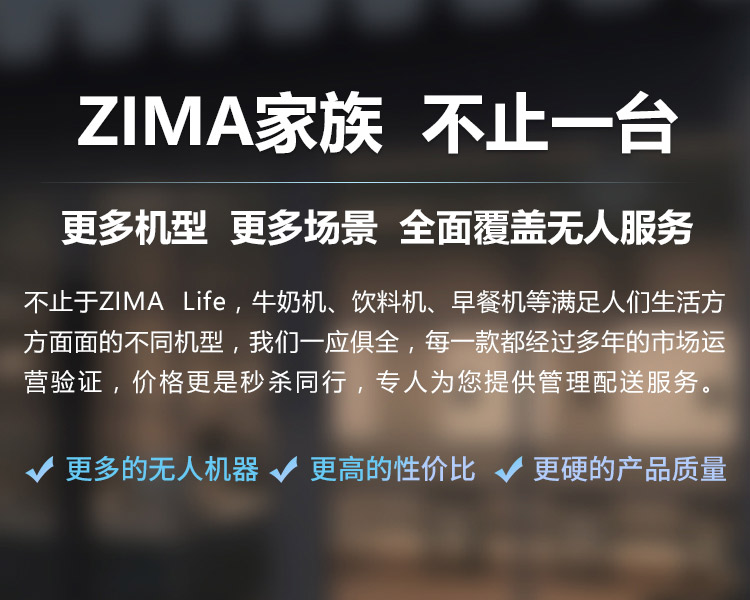 ZIMA家族 不止一台
更多机型 更多场景 全面覆盖无人服务
不止于ZIMA Life，牛奶机、饮料机、早餐机等满足人们生活方
方面面的不同机型，我们一应俱全，每一款都经过多年的市场运
营验证，价格更是秒杀同行，专人为您提供管理配送服务。
更多的无人机器 更高的性价比 更硬的产品质量